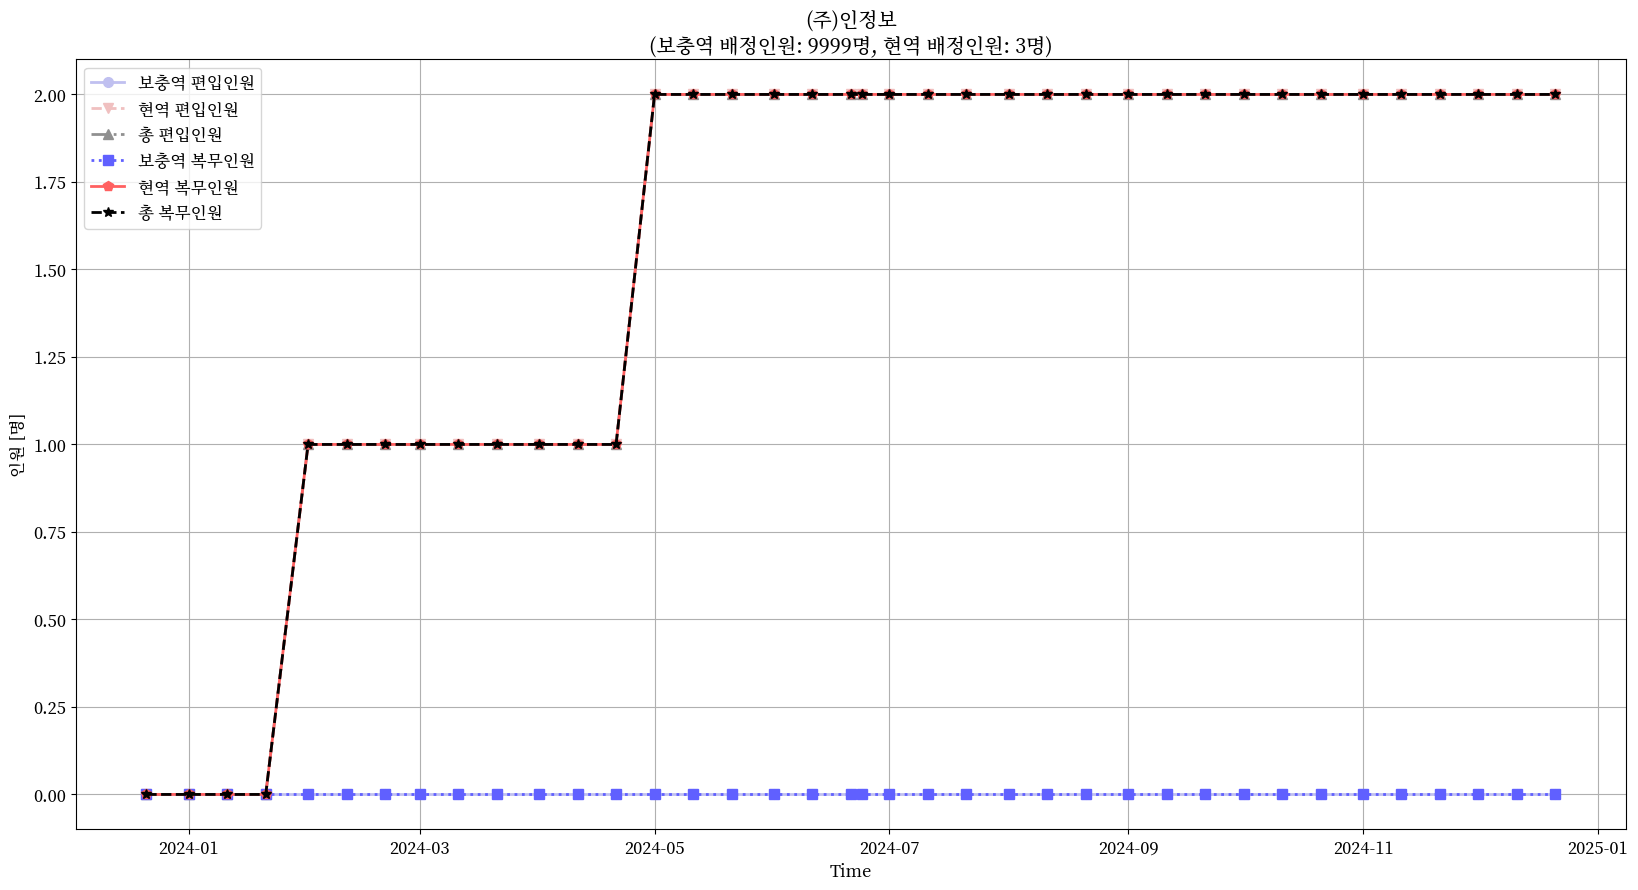 (주)인정보
(보충역 배정인원: 9999명, 현역 배정인원: 3명)
보충역 편입인원
현역 편입인원
총 편입인원
보충역 복무인원
현역 복무인원
총 복무인원
인원 [명]
2.00
1.75
1.50
1.25
1.00
0.75
0.50
0.25
0.00
2024-01 2024-03 2024-05 2024-07 2024-09 2024-11 2025-01
Time